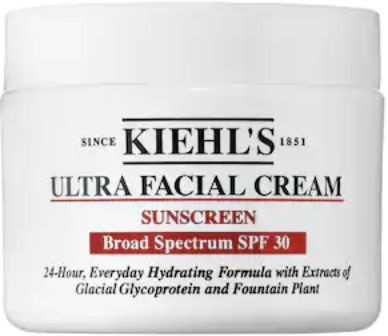 SINCE KIEHL'S 1851
ULTRA FACIAL CREAM
SUNSCREEN
Broad Spectrum SPF 30
24-Hour, Everyday Hydrating Formula with Extracts of
Glacial Glycoprotein and Fountain Plant